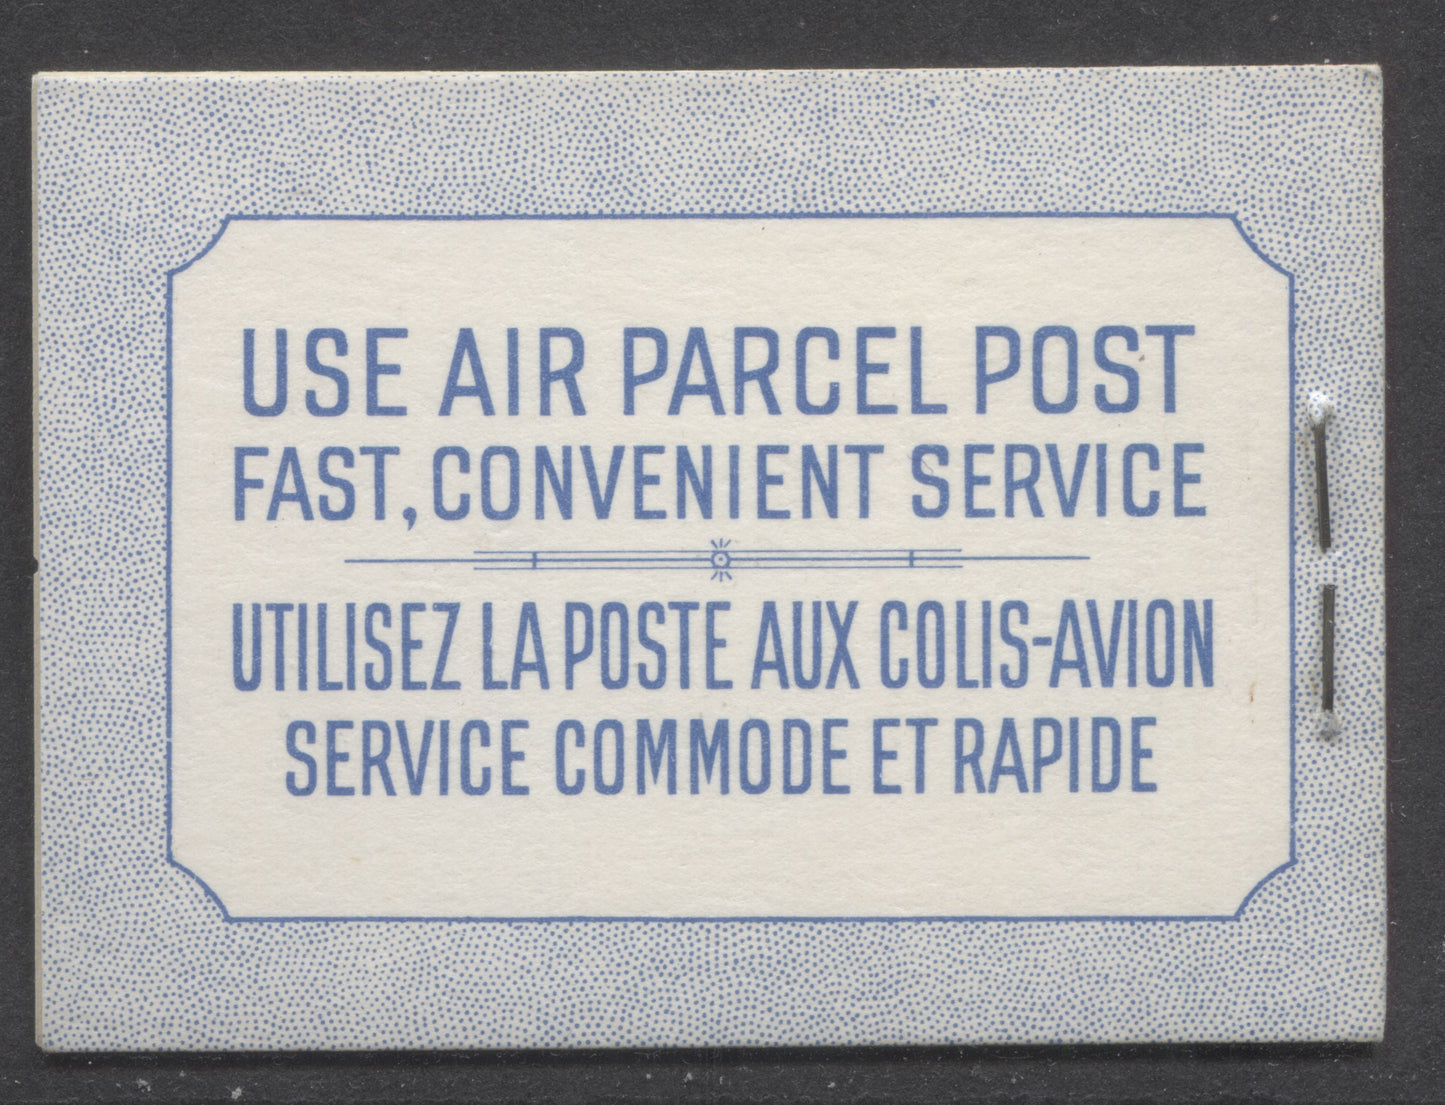 USE AIR PARCEL POST
FAST, CONVENIENT SERVICE
UTILISEZ LA POSTE AUX COLIS-AVION
SERVICE COMMODE ET RAPIDE